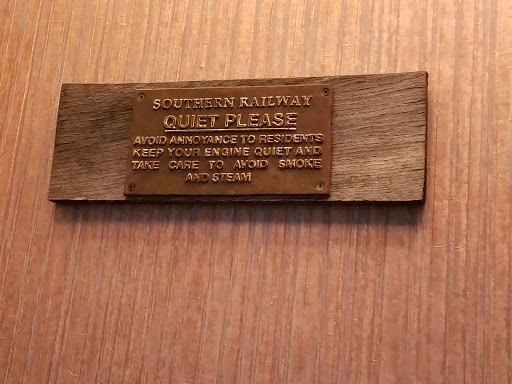 SOUTHERN RAILWAY
QUIET PLEASE
AVOID ANNOYANCE TO RESIDENTS
KEEP YOUR ENGINE QUIET AND
TAKE CARE TO AVOID SMOKE
AND STEAM